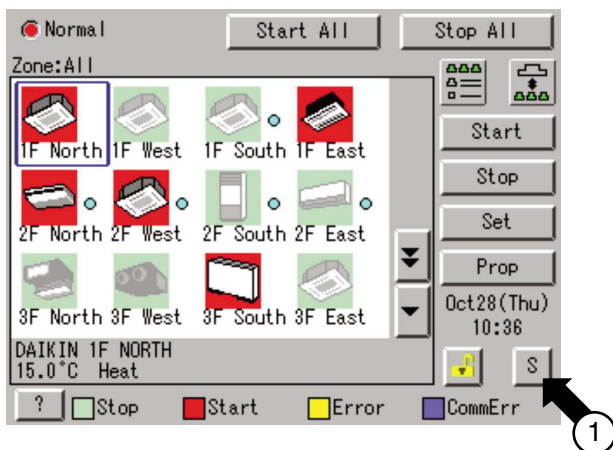 Normal
Start All
Stop All
Zone:All
1F North 1F West 1F South 1F East
Start
Stop
2F North 2F West 2F South 2F East
Set
Prop
3F North 3F West 3F South 3F East
Oct28(Thu)
10:36
DAIKIN 1F NORTH
15.0°C Heat
S
? Stop Start Error CommErr
1